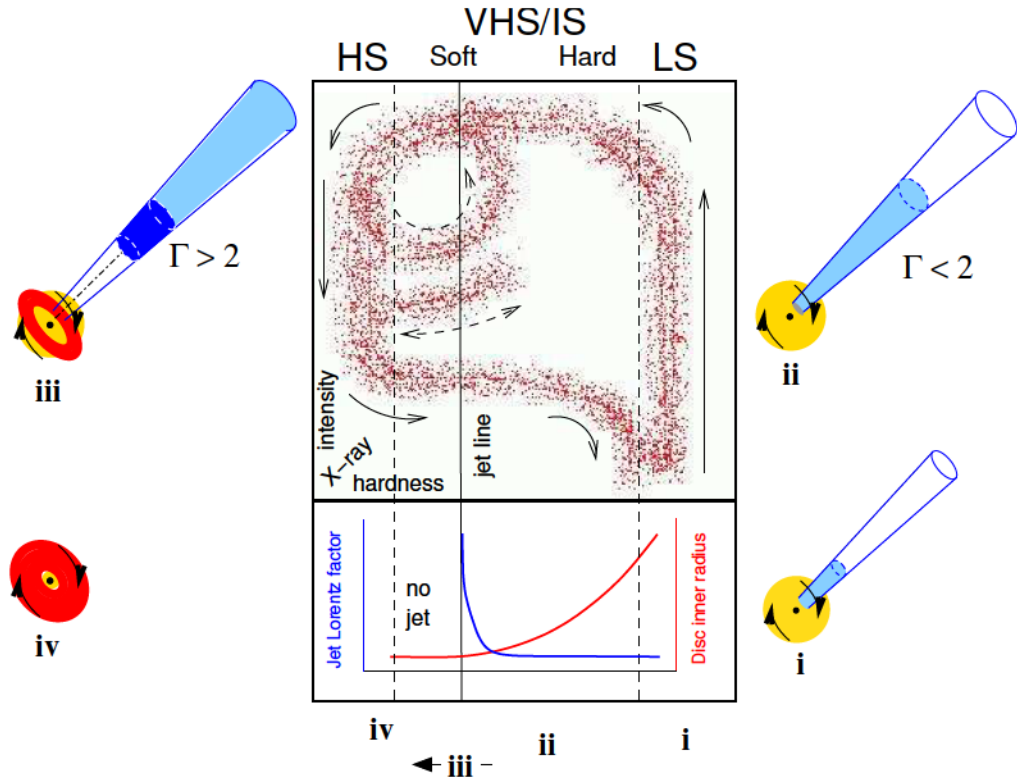 VHS/IS
HS Soft Hard LS
Γ > 2
Γ < 2
iii
ii
intensity
X-ray
hardness
jet line
Jet Lorentz factor
no
jet
Disc inner radius
iv
i
iv ii i
iii